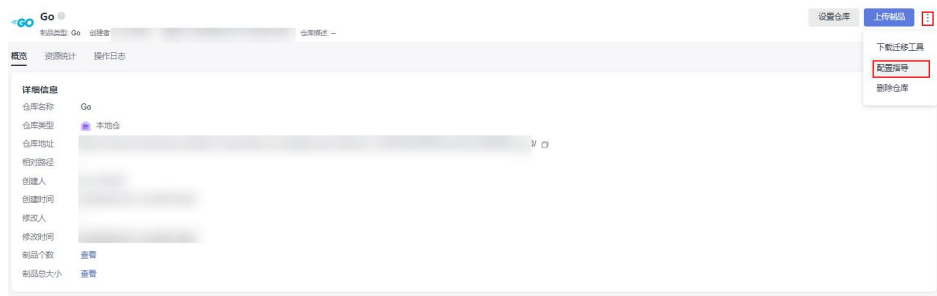 GO Go 设置仓库 上传制品
制品类型 Go 创建者 仓库描述 --
概览 资源统计 操作日志
下载迁移工具
配置指导
删除仓库
详细信息
仓库名称 Go
仓库类型 本地仓
仓库地址 /
相对路径
创建人
创建时间
修改人
修改时间
制品个数 查看
制品总大小 查看